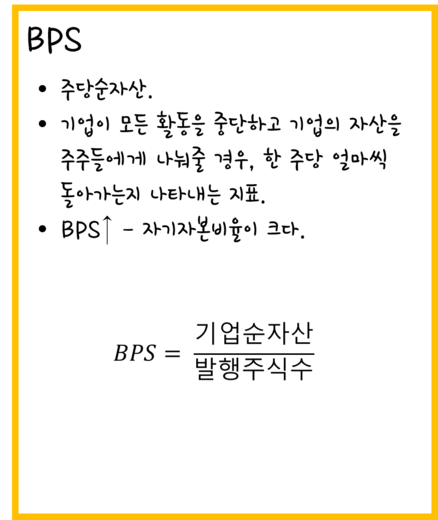 BPS
• 주당순자산.
• 기업이 모든 활동을 중단하고 기업의 자산을
주주들에게 나눠줄 경우, 한 주당 얼마씩
돌아가는지 나타내는 지표.
• BPS↑ - 자기자본비율이 크다.
BPS = 기업순자산
발행주식수